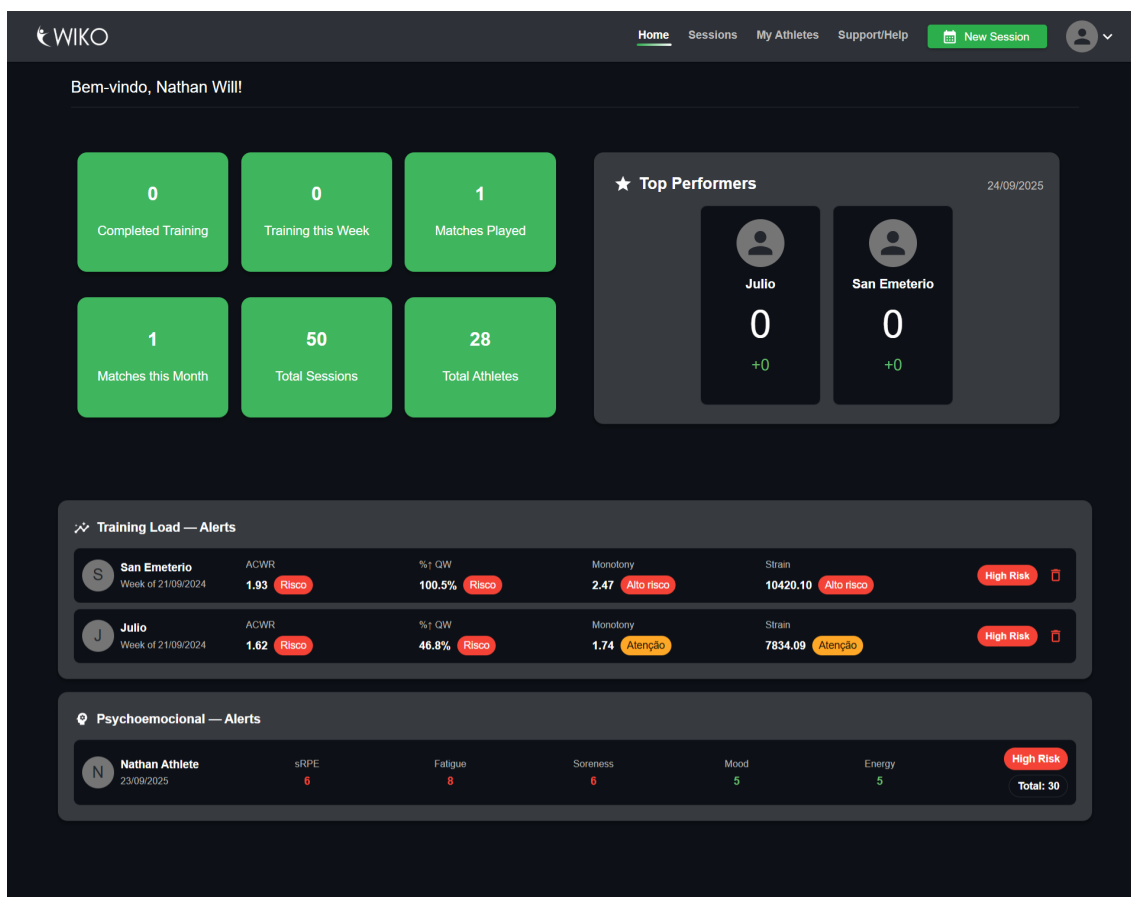 WIKO
Home Sessions My Athletes Support/Help New Session
Bem-vindo, Nathan Will!
0 0 1
Completed Training Training this Week Matches Played
1 50 28
Matches this Month Total Sessions Total Athletes
Top Performers 24/09/2025
Julio San Emeterio
0 0
+0 +0
Training Load — Alerts
S San Emeterio ACWR %↑ QW Monotony Strain
Week of 21/09/2024 1.93 Risco 100.5% Risco 2.47 Alto risco 10420.10 Alto risco High Risk
J Julio ACWR %↑ QW Monotony Strain
Week of 21/09/2024 1.62 Risco 46.8% Risco 1.74 Atenção 7834.09 Atenção High Risk
Psychoemocional — Alerts
N Nathan Athlete sRPE Fatigue Soreness Mood Energy High Risk
23/09/2025 6 8 6 5 5 Total: 30